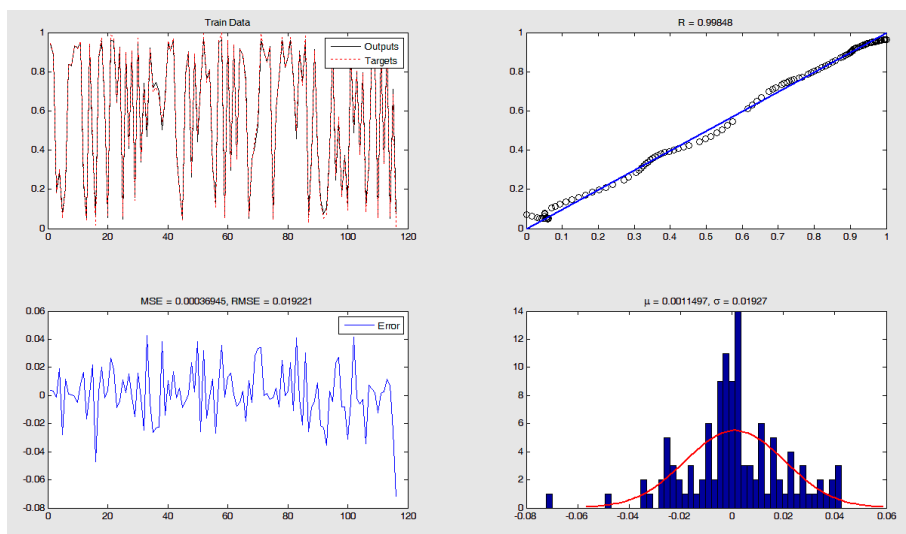 Train Data
1
0.8
0.6
0.4
0.2
0
0 20 40 60 80 100 120
Outputs
Targets
R = 0.99848
1
0.8
0.6
0.4
0.2
0
0 0.1 0.2 0.3 0.4 0.5 0.6 0.7 0.8 0.9 1
MSE = 0.00036945, RMSE = 0.019221
0.06
0.04
0.02
0
-0.02
-0.04
-0.06
-0.08
0 20 40 60 80 100 120
Error
μ = 0.0011497, σ = 0.01927
14
12
10
8
6
4
2
0
-0.08 -0.06 -0.04 -0.02 0 0.02 0.04 0.06